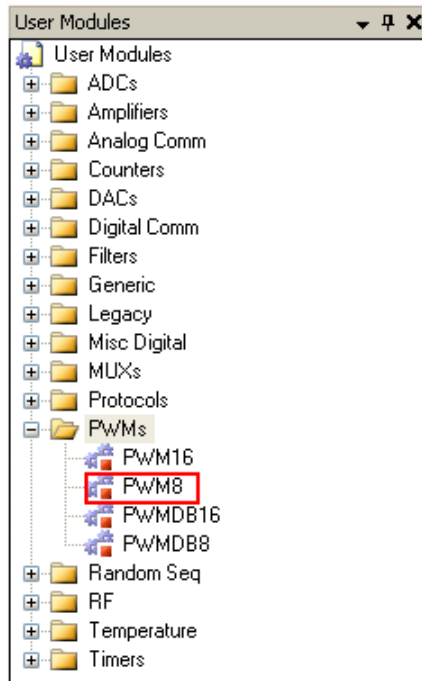 User Modules
User Modules
ADCs
Amplifiers
Analog Comm
Counters
DACs
Digital Comm
Filters
Generic
Legacy
Misc Digital
MUXs
Protocols
PWMs
PWM16
PWM8
PWMDB16
PWMDB8
Random Seq
RF
Temperature
Timers